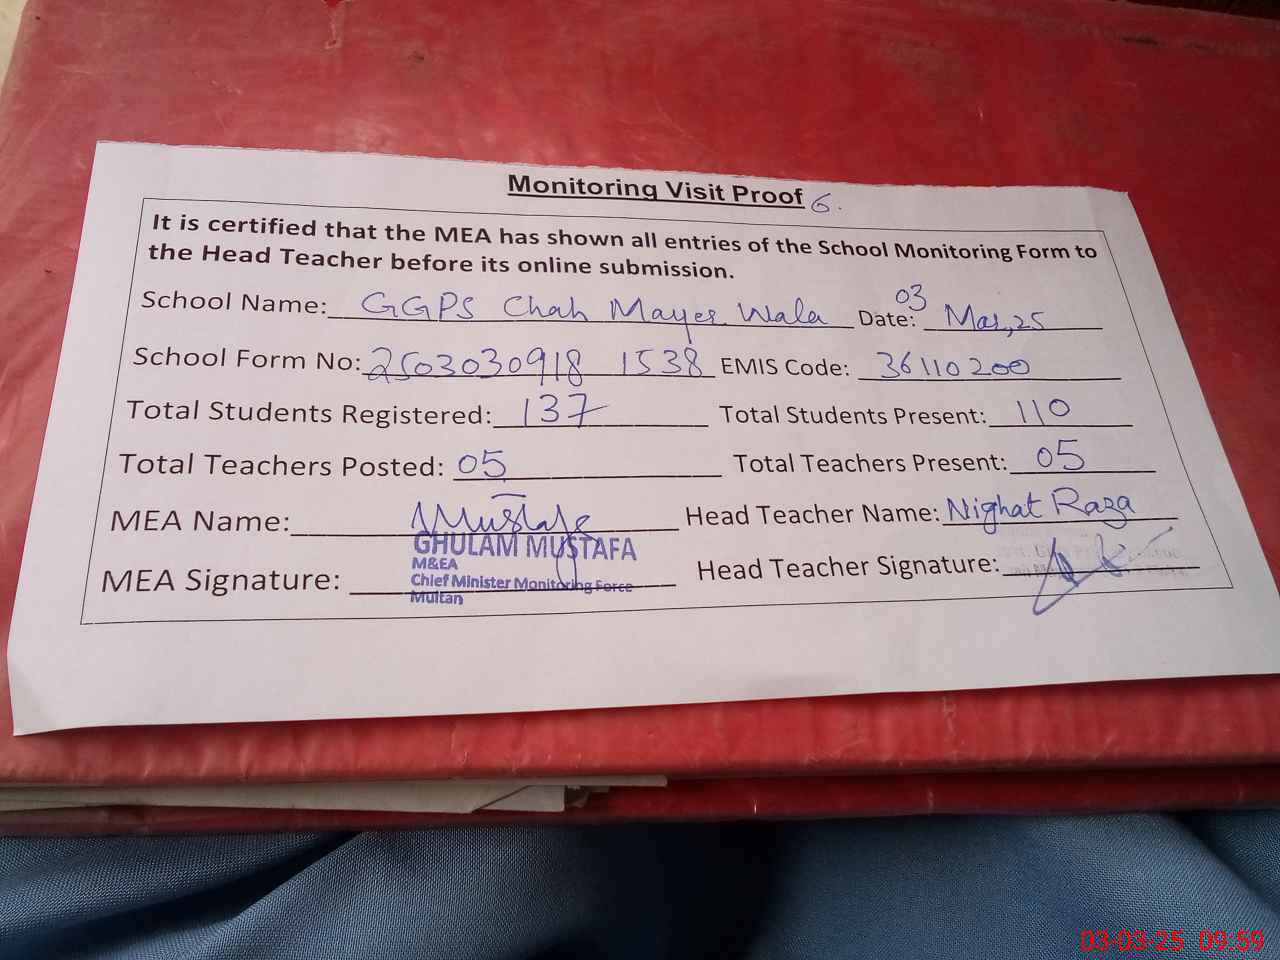 Monitoring Visit Proof 6.
It is certified that the MEA has shown all entries of the School Monitoring Form to
the Head Teacher before its online submission.
School Name: GGPS Chah Mayer Wala Date: 03 Mar, 25
School Form No: 2503030918 1538 EMIS Code: 36110200
Total Students Registered: 137 Total Students Present: 110
Total Teachers Posted: 05 Total Teachers Present: 05
MEA Name: Mustafa Head Teacher Name: Nighat Raza
GHULAM MUSTAFA
M&EA
MEA Signature: Chief Minister Monitoring Force Head Teacher Signature:
Multan
03-03-25 09:59